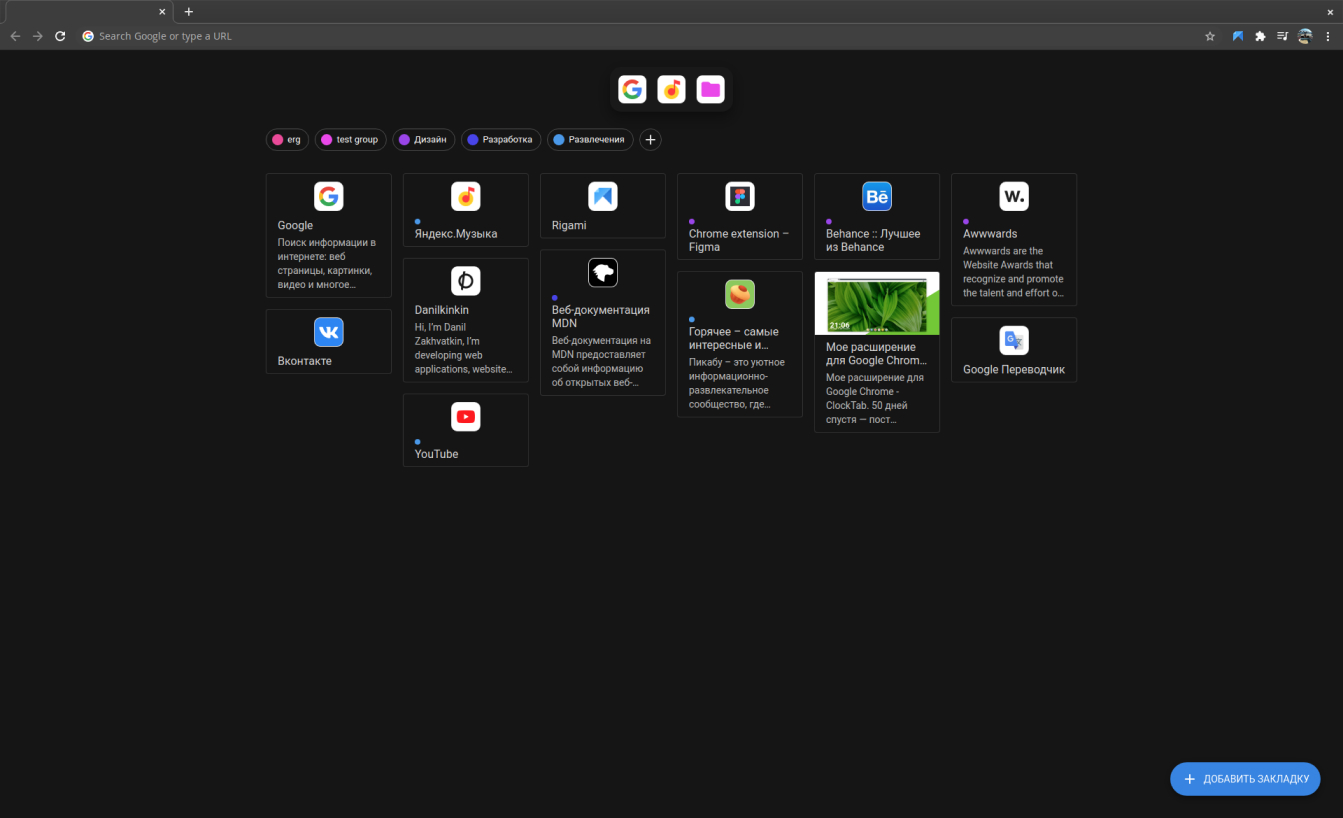 Search Google or type a URL
erg
test group
Дизайн
Разработка
Развлечения
Google
Поиск информации в
интернете: веб
страницы, картинки,
видео и многое…
Вконтакте
Яндекс.Музыка
Danilkinkin
Hi, I’m Danil
Zakhvatkin, I’m
developing web
applications, website…
YouTube
Rigami
Веб-документация
MDN
Веб-документация на
MDN предоставляет
собой информацию
об открытых веб-…
Chrome extension –
Figma
Горячее – самые
интересные и…
Пикабу – это уютное
информационно-
развлекательное
сообщество, где…
Bē
Behance :: Лучшее
из Behance
21:06
Мое расширение
для Google Chrom…
Мое расширение для
Google Chrome -
ClockTab. 50 дней
спустя — пост…
W.
Awwwards
Awwwards are the
Website Awards that
recognize and promote
the talent and effort o…
Google Переводчик
ДОБАВИТЬ ЗАКЛАДКУ